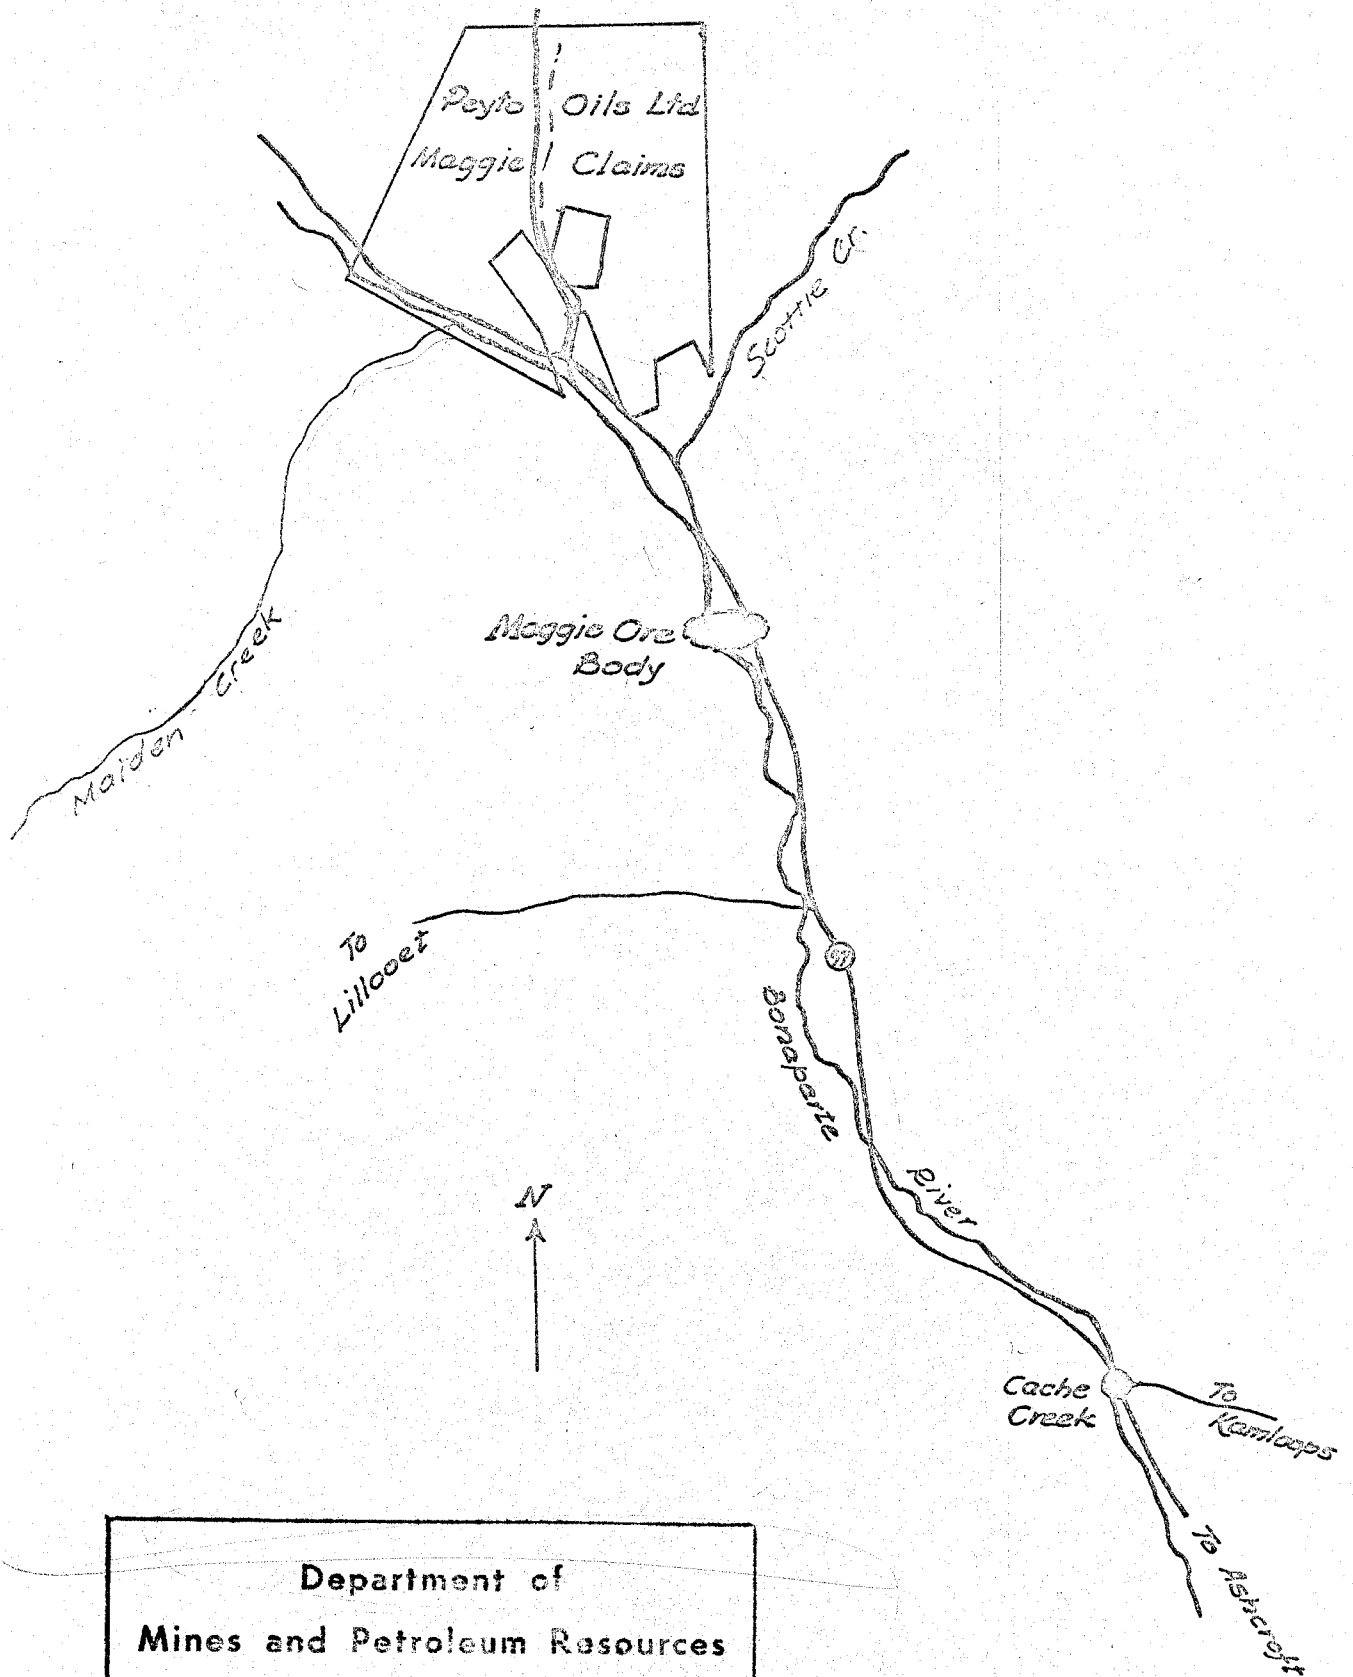 Peyto Oils Ltd
Maggie Claims
Scottie Cr.
Maggie Ore
Body
Maiden Creek
To
Lillooet
Bonaparte River
N
Cache
Creek
To
Kamloops
To Ashcroft
Department of
Mines and Petroleum Resources